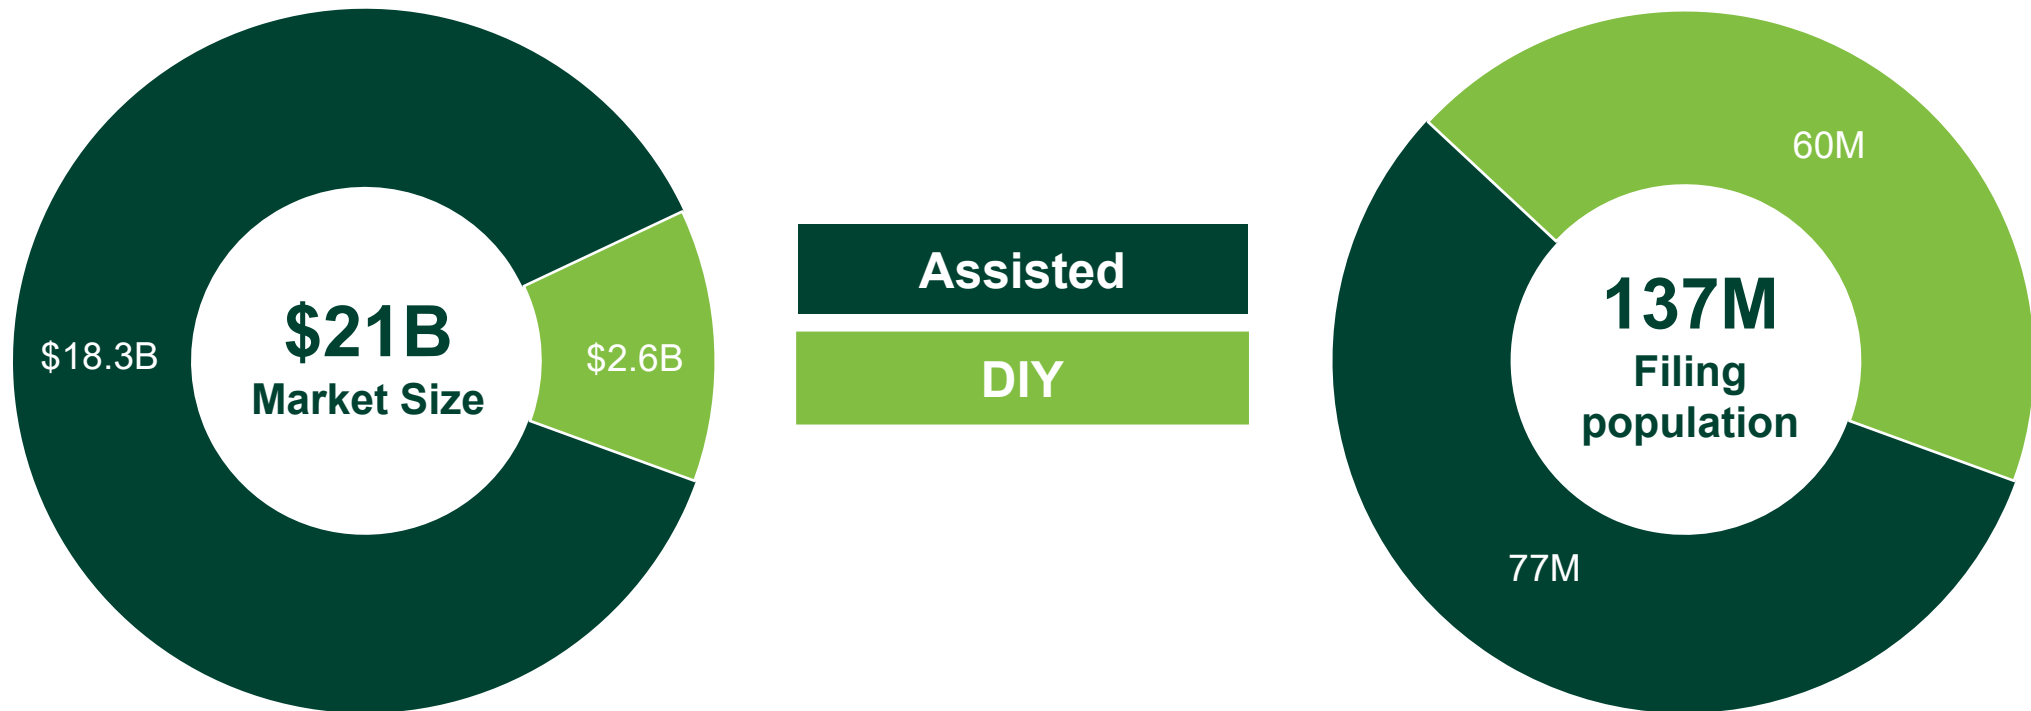 $18.3B
$21B
Market Size
$2.6B
Assisted
DIY
60M
137M
Filing
population
77M